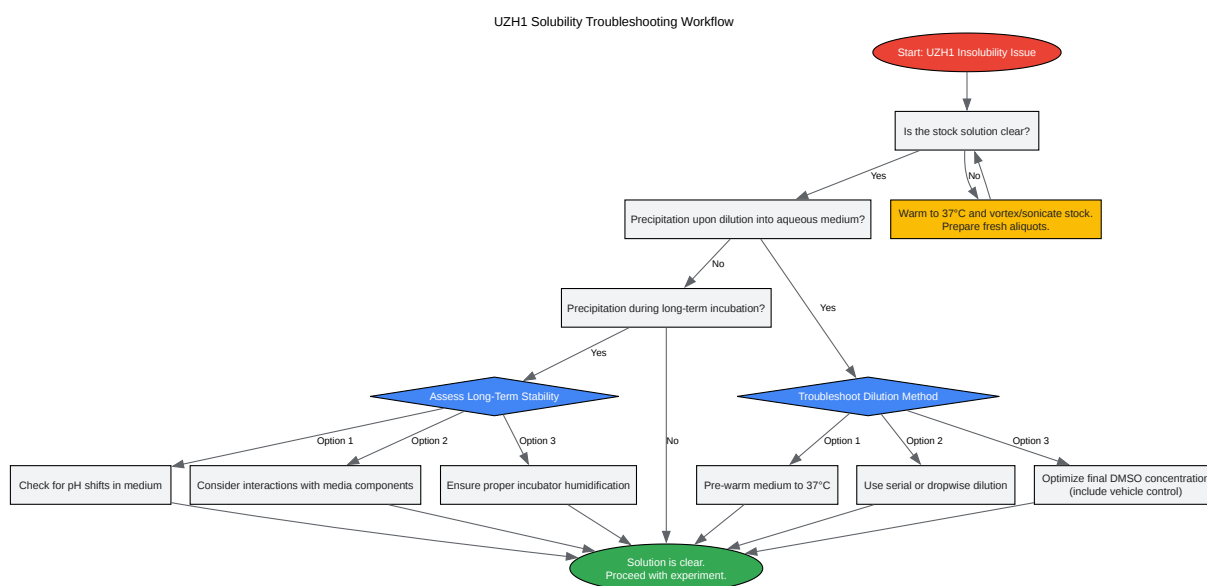 UZH1 Solubility Troubleshooting Workflow
Start: UZH1 Insolubility Issue
Is the stock solution clear?
Yes
No
Precipitation upon dilution into aqueous medium?
Warm to 37°C and vortex/sonicate stock.
Prepare fresh aliquots.
No
Yes
Precipitation during long-term incubation?
Yes
No
Assess Long-Term Stability
Troubleshoot Dilution Method
Option 1
Option 2
Option 3
Option 1
Option 2
Option 3
Check for pH shifts in medium
Consider interactions with media components
Ensure proper incubator humidification
Pre-warm medium to 37°C
Use serial or dropwise dilution
Optimize final DMSO concentration
(include vehicle control)
Solution is clear.
Proceed with experiment.